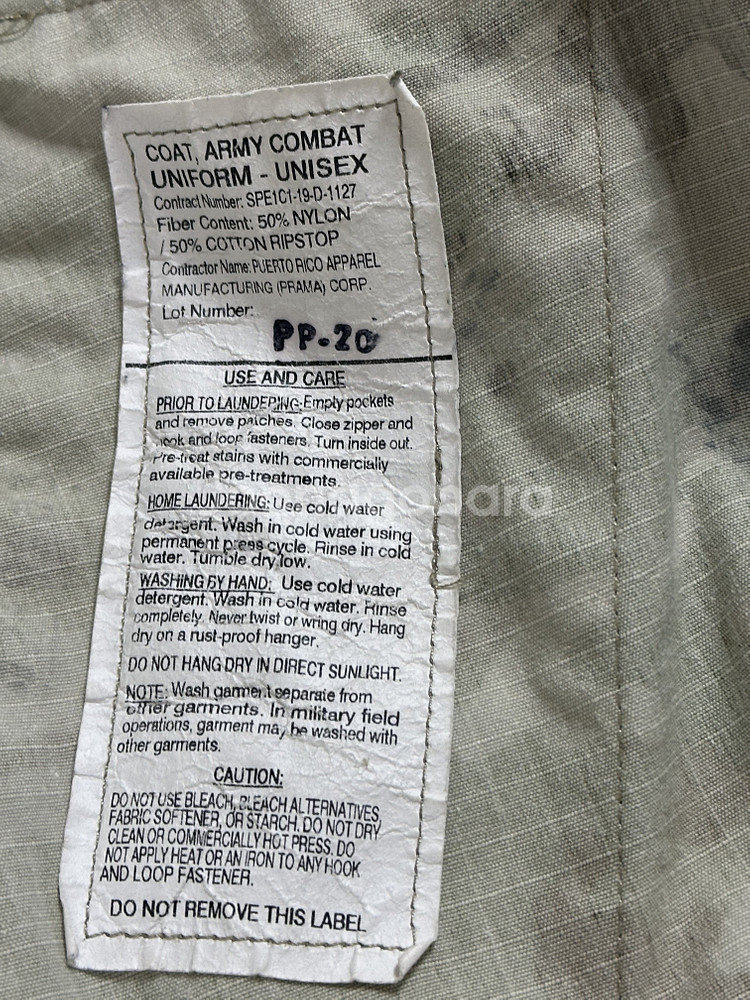 COAT, ARMY COMBAT
UNIFORM - UNISEX
Contract Number: SPE1C1-19-D-1127
Fiber Content: 50% NYLON
/ 50% COTTON RIPSTOP
Contractor Name: PUERTO RICO APPAREL
MANUFACTURING (PRAMA) CORP.
Lot Number:
PP-20
USE AND CARE
PRIOR TO LAUNDERING: Empty pockets
and remove patches. Close zipper and
hook and loop fasteners. Turn inside out.
Pre-treat stains with commercially
available pre-treatments.
HOME LAUNDERING: Use cold water
detergent. Wash in cold water using
permanent press cycle. Rinse in cold
water. Tumble dry low.
WASHING BY HAND: Use cold water
detergent. Wash in cold water. Rinse
completely. Never twist or wring dry. Hang
dry on a rust-proof hanger.
DO NOT HANG DRY IN DIRECT SUNLIGHT.
NOTE: Wash garment separate from
other garments. In military field
operations, garment may be washed with
other garments.
CAUTION:
DO NOT USE BLEACH, BLEACH ALTERNATIVES,
FABRIC SOFTENER, OR STARCH. DO NOT DRY
CLEAN OR COMMERCIALLY HOT PRESS. DO
NOT APPLY HEAT OR AN IRON TO ANY HOOK
AND LOOP FASTENER.
DO NOT REMOVE THIS LABEL